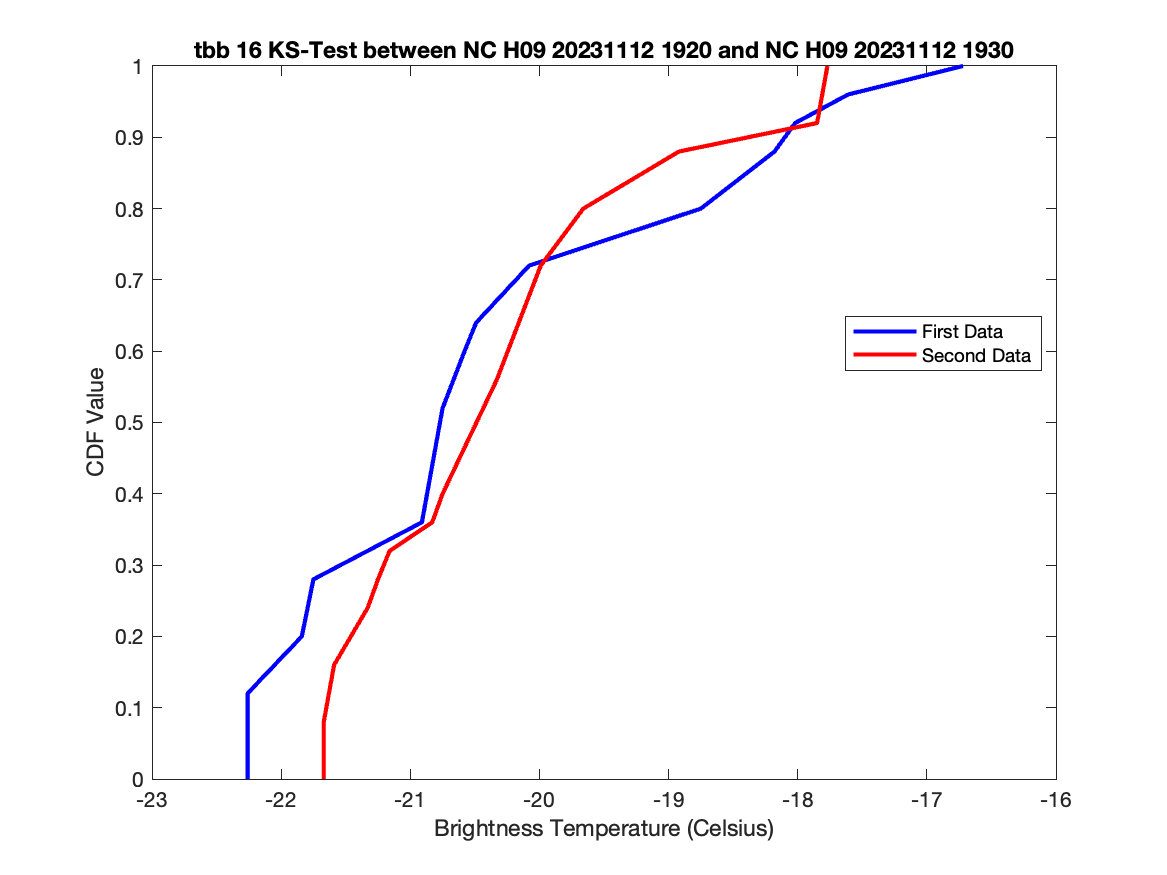 tbb 16 KS-Test between NC H09 20231112 1920 and NC H09 20231112 1930
1
0.9
0.8
0.7
0.6
0.5
0.4
0.3
0.2
0.1
0
CDF Value
First Data
Second Data
-23 -22 -21 -20 -19 -18 -17 -16
Brightness Temperature (Celsius)